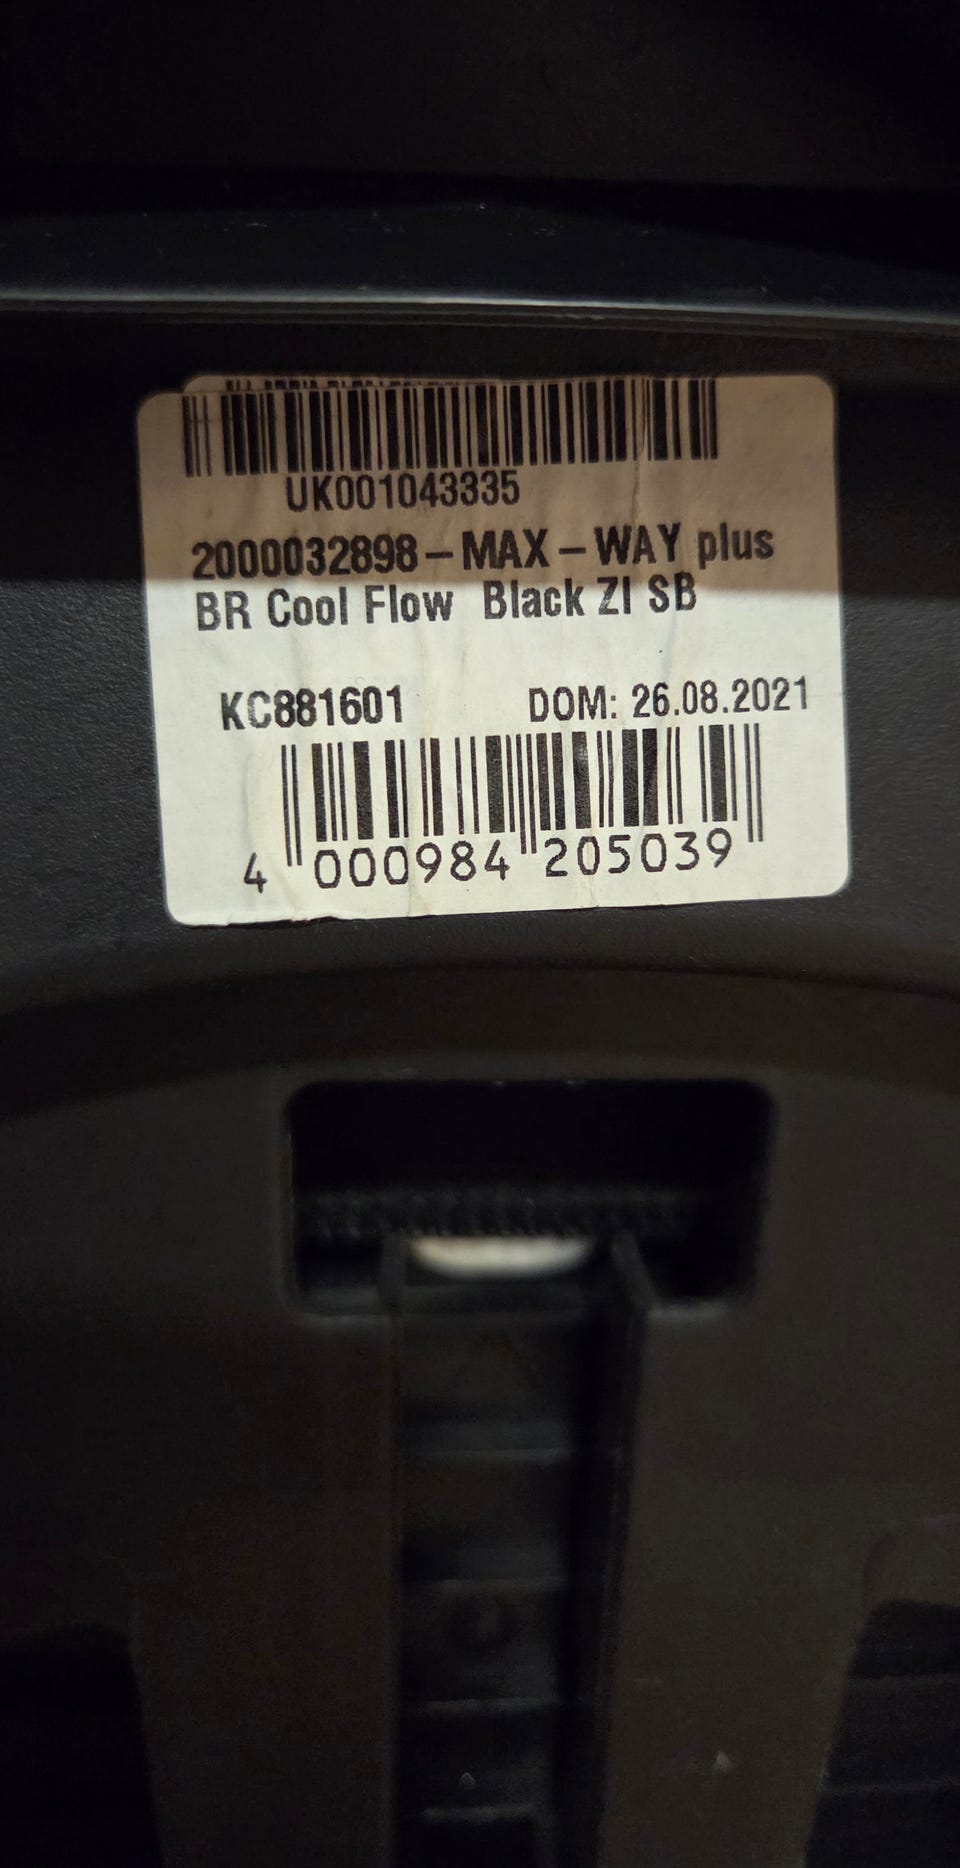 UK001043335
2000032898-MAX-WAY plus
BR Cool Flow Black ZI SB
KC881601 DOM: 26.08.2021
4 000984 205039